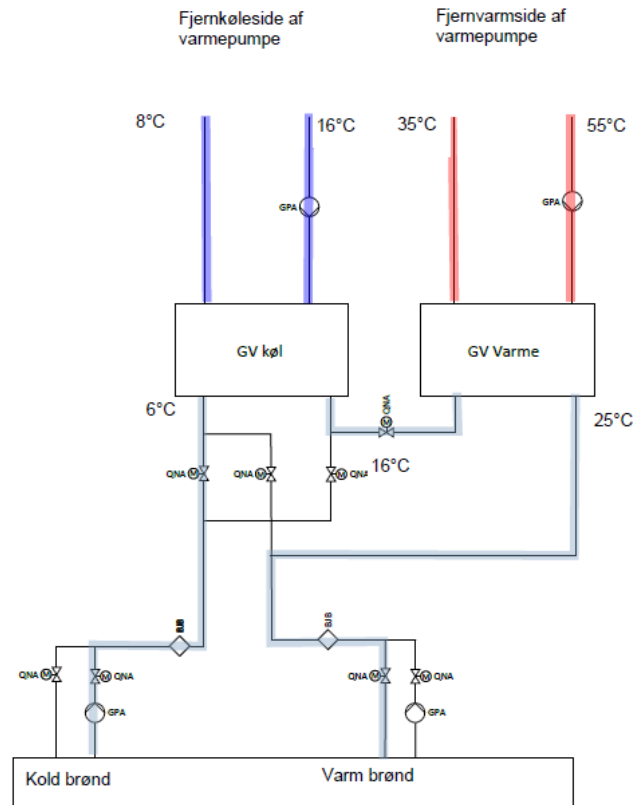 Fjernkøleside af
varmepumpe
Fjernvarmside af
varmepumpe
8°C
16°C
35°C
55°C
GPA
GPA
GV køl
GV Varme
6°C
25°C
QNA
M
16°C
QNA M
QNA M
M QNA
BJB
BJB
QNA M
M QNA
QNA M
M QNA
GPA
GPA
Kold brønd
Varm brønd